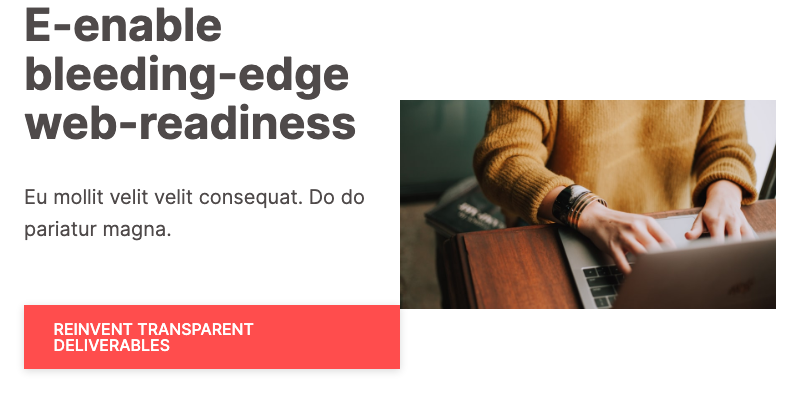 E-enable
bleeding-edge
web-readiness
Eu mollit velit velit consequat. Do do
pariatur magna.
REINVENT TRANSPARENT
DELIVERABLES